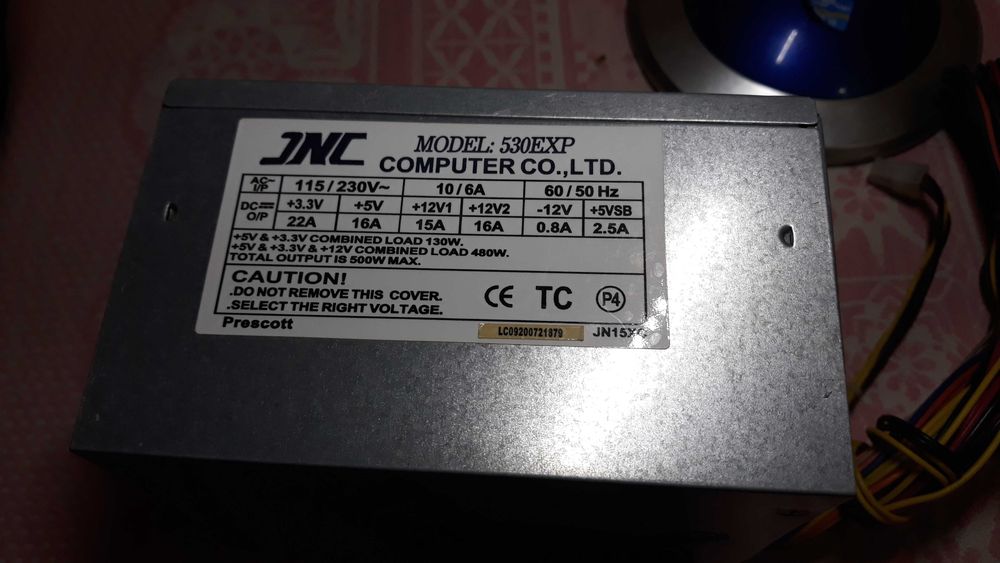 JNC MODEL: 530EXP
COMPUTER CO.,LTD.
AC~ I/P 115/230V~ 10/6A 60/50 Hz
DC O/P +3.3V +5V +12V1 +12V2 -12V +5VSB
22A 16A 15A 16A 0.8A 2.5A
+5V & +3.3V COMBINED LOAD 130W.
+5V & +3.3V & +12V COMBINED LOAD 480W.
TOTAL OUTPUT IS 500W MAX.
CAUTION!
.DO NOT REMOVE THIS COVER.
.SELECT THE RIGHT VOLTAGE.
CE TC P4
Prescott LC09200721879